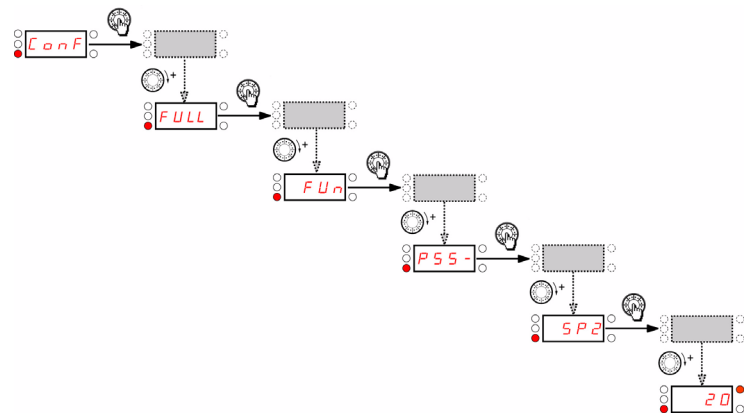 ConF
+
FULL
+
FUn
+
PSS-
+
SP2
+
20